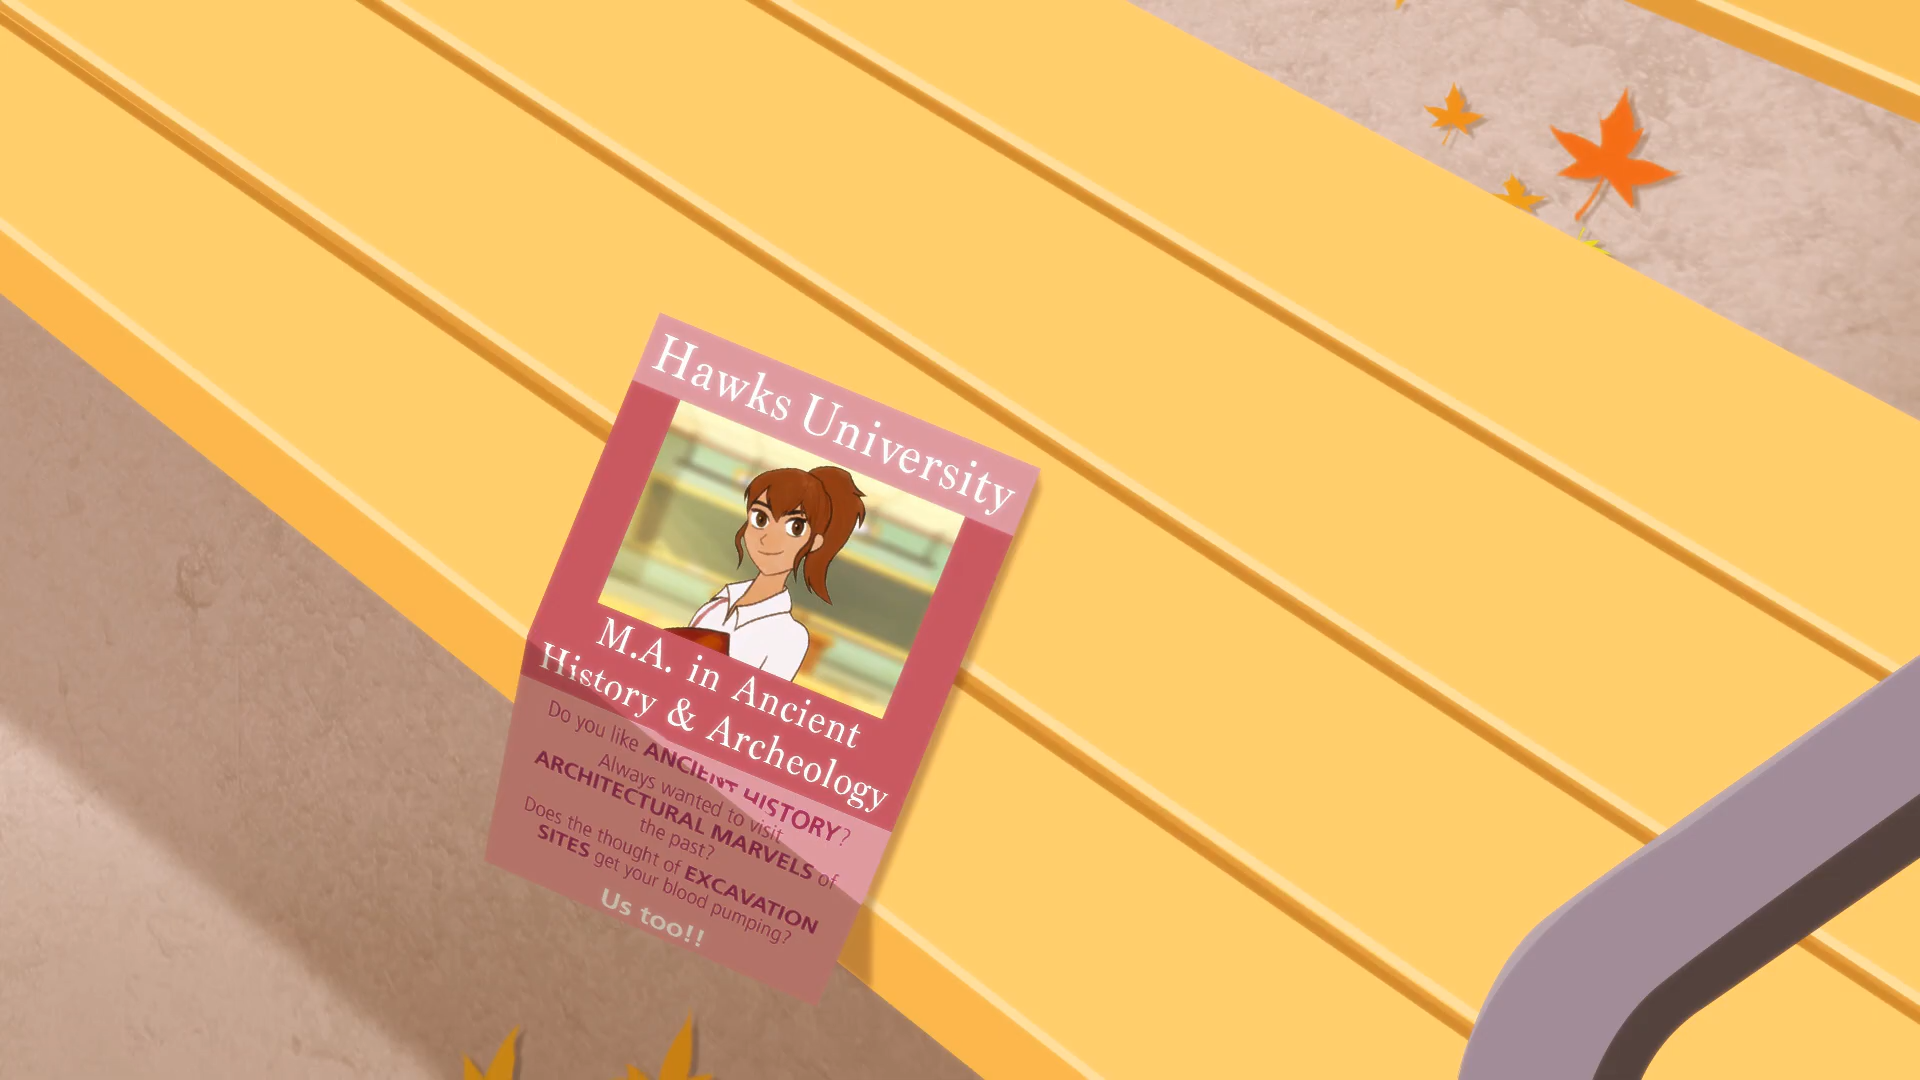 Hawks University
M.A. in Ancient
History & Archeology
Do you like ANCIENT HISTORY?
Always wanted to visit
ARCHITECTURAL MARVELS of
the past?
Does the thought of EXCAVATION
SITES get your blood pumping?
Us too!!